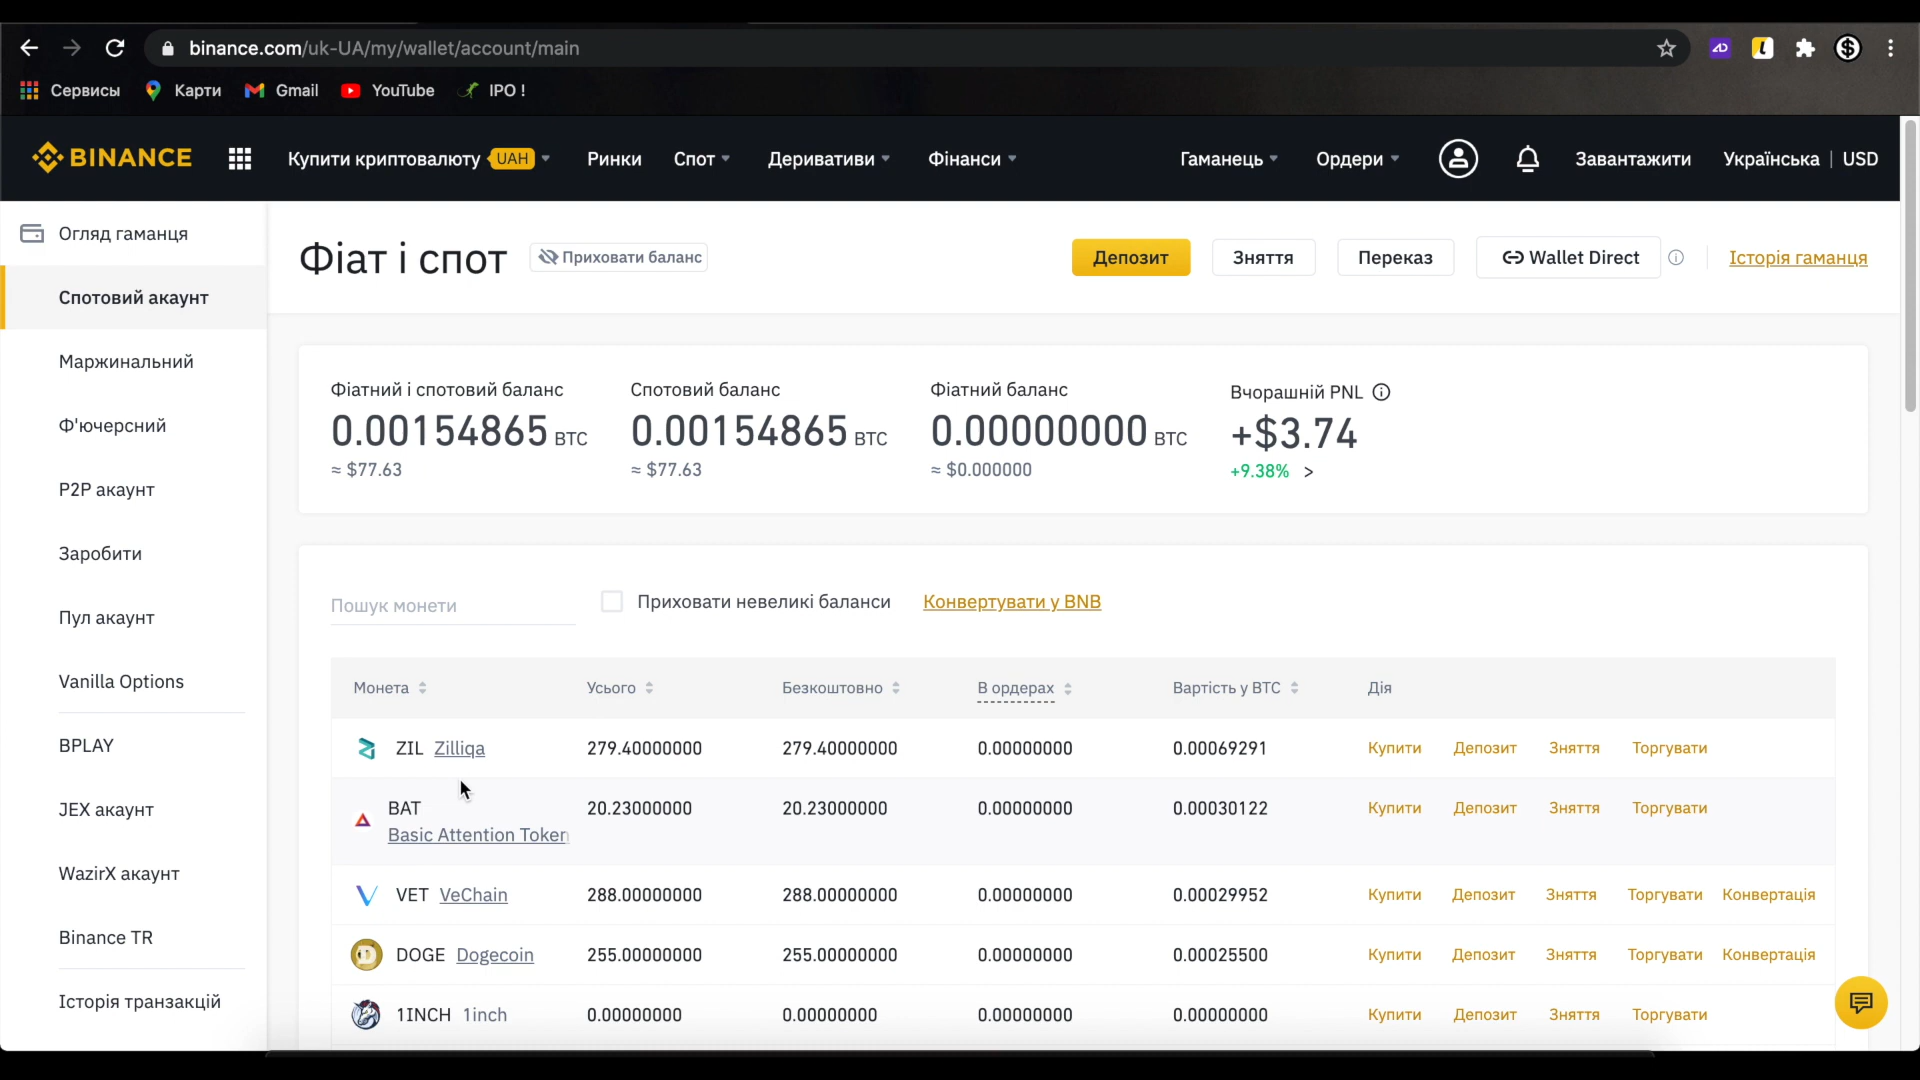 binance.com/uk-UA/my/wallet/account/main
Сервисы Карти Gmail YouTube IPO !
BINANCE Купити криптовалюту UAH Ринки Спот Деривативи Фінанси Гаманець Ордери Завантажити Українська | USD
Огляд гаманця
Спотовий акаунт
Маржинальний
Ф'ючерсний
P2P акаунт
Заробити
Пул акаунт
Vanilla Options
BPLAY
JEX акаунт
WazirX акаунт
Binance TR
Історія транзакцій
Фіат і спот Приховати баланс Депозит Зняття Переказ Wallet Direct Історія гаманця
Фіатний і спотовий баланс Спотовий баланс Фіатний баланс Вчорашній PNL
0.00154865 BTC 0.00154865 BTC 0.00000000 BTC +$3.74
≈ $77.63 ≈ $77.63 ≈ $0.000000 +9.38% >
Пошук монети Приховати невеликі баланси Конвертувати у BNB
Монета Усього Безкоштовно В ордерах Вартість у BTC Дія
ZIL Zilliqa 279.40000000 279.40000000 0.00000000 0.00069291 Купити Депозит Зняття Торгувати
BAT 20.23000000 20.23000000 0.00000000 0.00030122 Купити Депозит Зняття Торгувати
Basic Attention Token
VET VeChain 288.00000000 288.00000000 0.00000000 0.00029952 Купити Депозит Зняття Торгувати Конвертація
DOGE Dogecoin 255.00000000 255.00000000 0.00000000 0.00025500 Купити Депозит Зняття Торгувати Конвертація
1INCH 1inch 0.00000000 0.00000000 0.00000000 0.00000000 Купити Депозит Зняття Торгувати